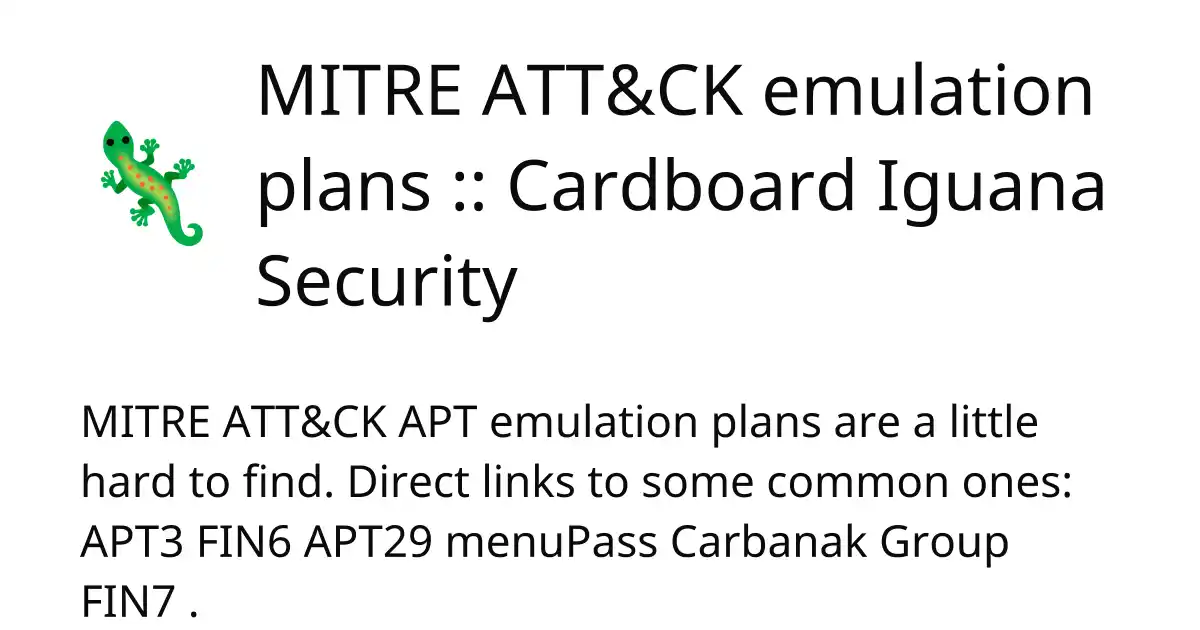 MITRE ATT&CK emulation
plans :: Cardboard Iguana
Security
MITRE ATT&CK APT emulation plans are a little
hard to find. Direct links to some common ones:
APT3 FIN6 APT29 menuPass Carbanak Group
FIN7 .